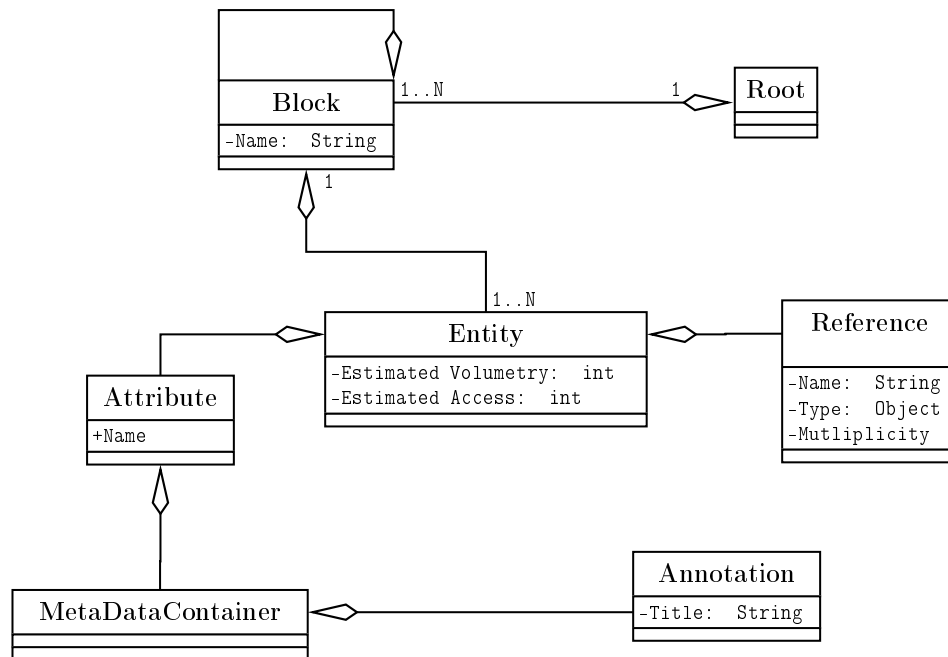 Block
-Name: String
1..N
1
Root
1
1..N
Entity
-Estimated Volumetry: int
-Estimated Access: int
Reference
-Name: String
-Type: Object
-Mutliplicity
Attribute
+Name
MetaDataContainer
Annotation
-Title: String